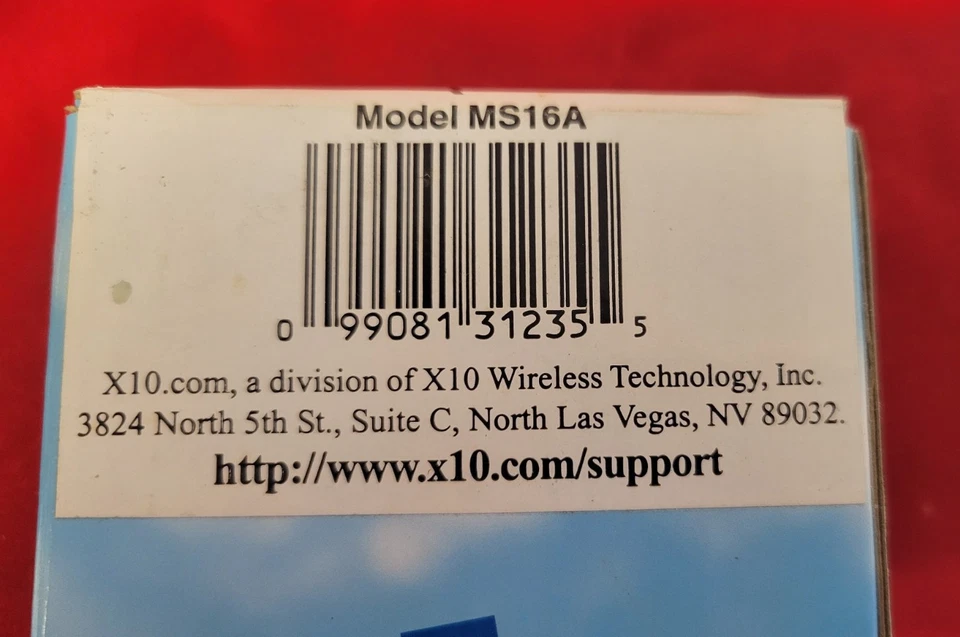 Model MS16A
0 99081 31235 5
X10.com, a division of X10 Wireless Technology, Inc.
3824 North 5th St., Suite C, North Las Vegas, NV 89032.
http://www.x10.com/support